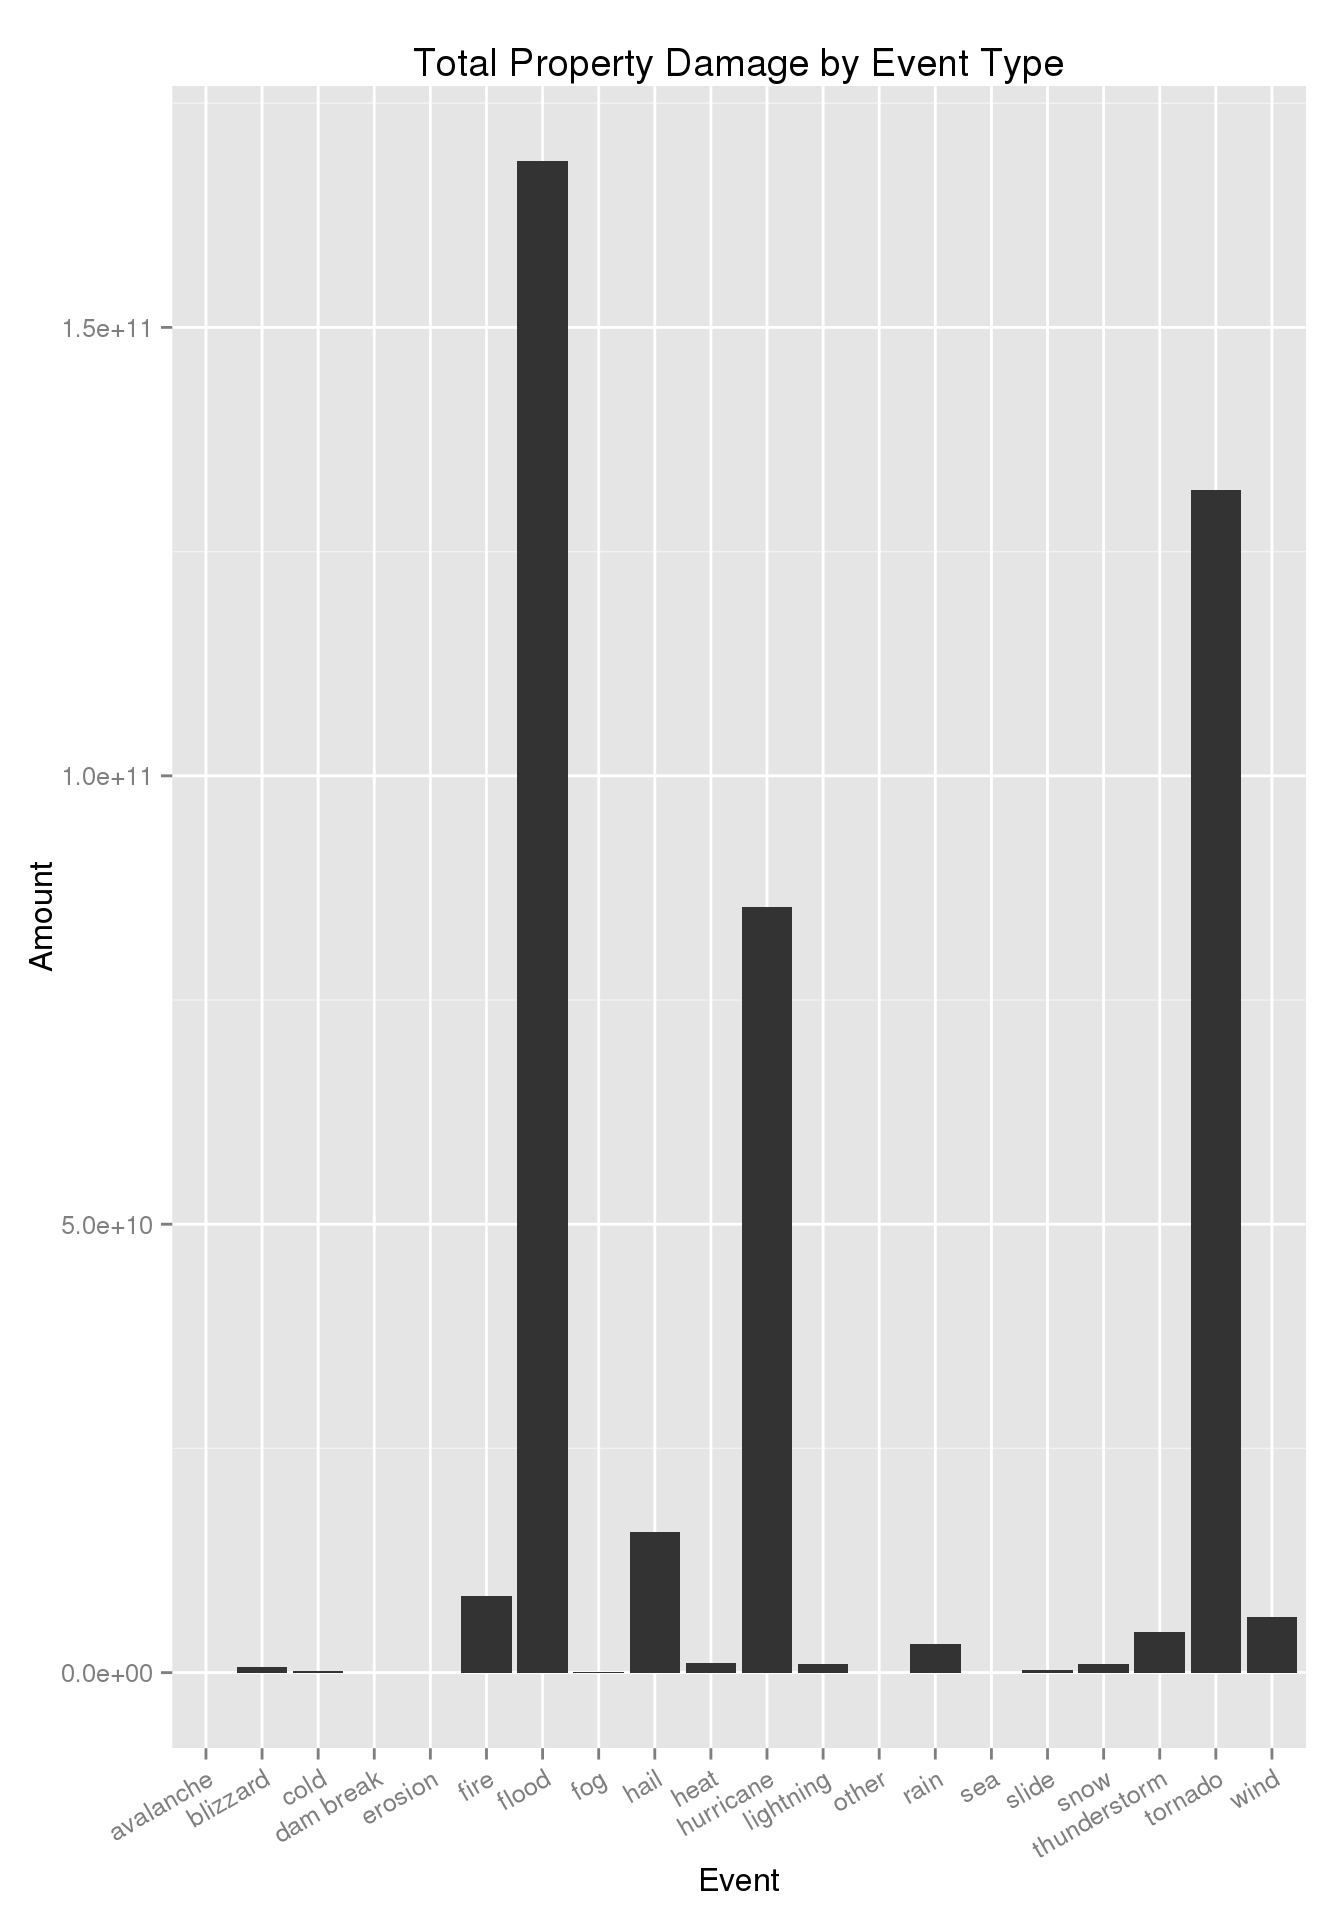 Total Property Damage by Event Type
Amount
1.5e+11
1.0e+11
5.0e+10
0.0e+00
avalanche
blizzard
cold
dam break
erosion
fire
flood
fog
hail
heat
hurricane
lightning
other
rain
sea
slide
snow
thunderstorm
tornado
wind
Event